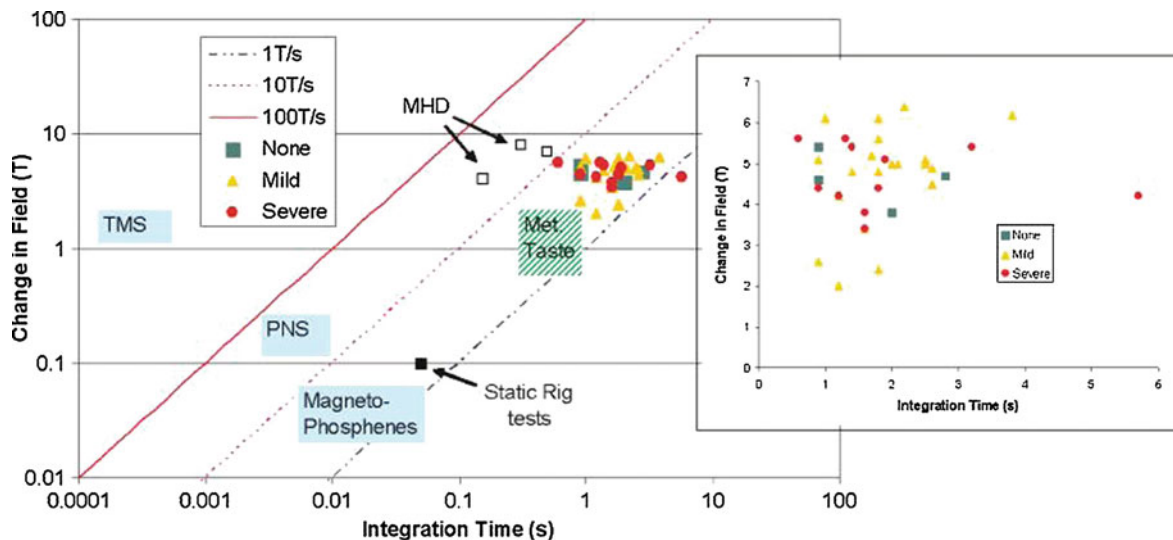 100
10
1
0.1
0.01
0.0001
0.001
0.01
0.1
1
10
100
Change in Field (T)
Integration Time (s)
1T/s
10T/s
100T/s
None
Mild
Severe
MHD
TMS
Met.
Taste
PNS
Magneto-
Phosphenes
Static Rig
tests
7
6
5
4
3
2
1
0
0
1
2
3
4
5
6
Change in Field (T)
Integration Time (s)
None
Mild
Severe